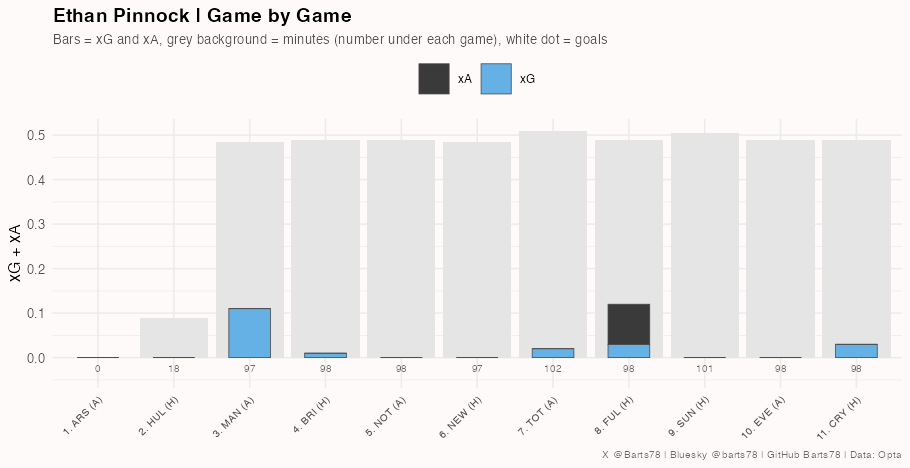 Ethan Pinnock | Game by Game
Bars = xG and xA, grey background = minutes (number under each game), white dot = goals
xA xG
xG + xA
0.5
0.4
0.3
0.2
0.1
0.0
0 18 97 98 98 97 102 98 101 98 98
1. ARS (A) 2. HUL (H) 3. MAN (A) 4. BRI (H) 5. NOT (A) 6. NEW (H) 7. TOT (A) 8. FUL (H) 9. SUN (H) 10. EVE (A) 11. CRY (H)
X @Barts78 | Bluesky @barts78 | GitHub Barts78 | Data: Opta